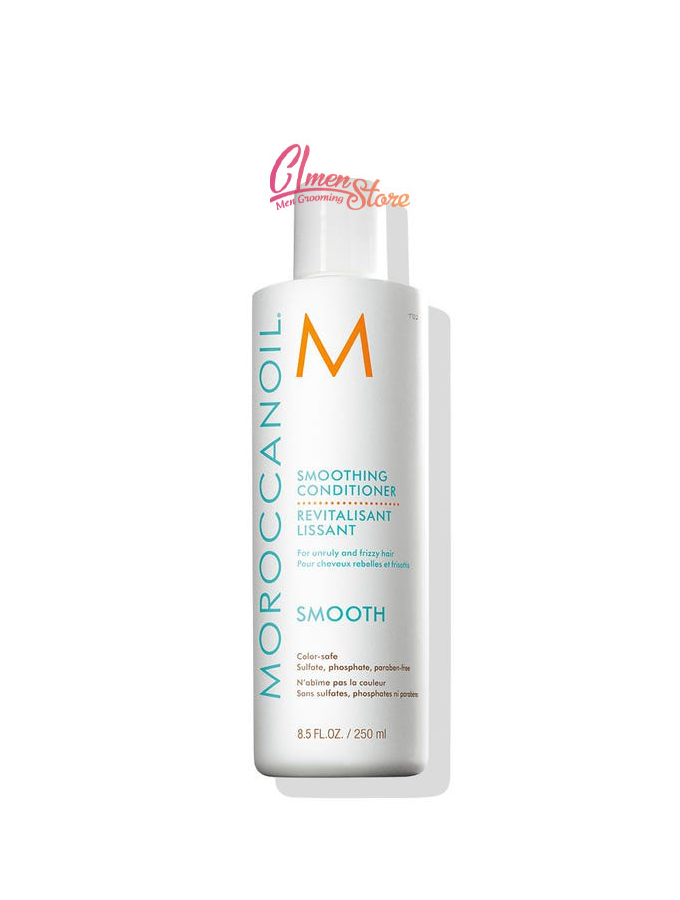 CImen Store
Men Grooming
MOROCCANOIL®
M
SMOOTHING
CONDITIONER
REVITALISANT
LISSANT
For unruly and frizzy hair
Pour cheveux rebelles et frisottis
SMOOTH
Color-safe
Sulfate, phosphate, paraben-free
N'abîme pas la couleur
Sans sulfates, phosphates ni parabènes
8.5 FL.OZ. / 250 ml